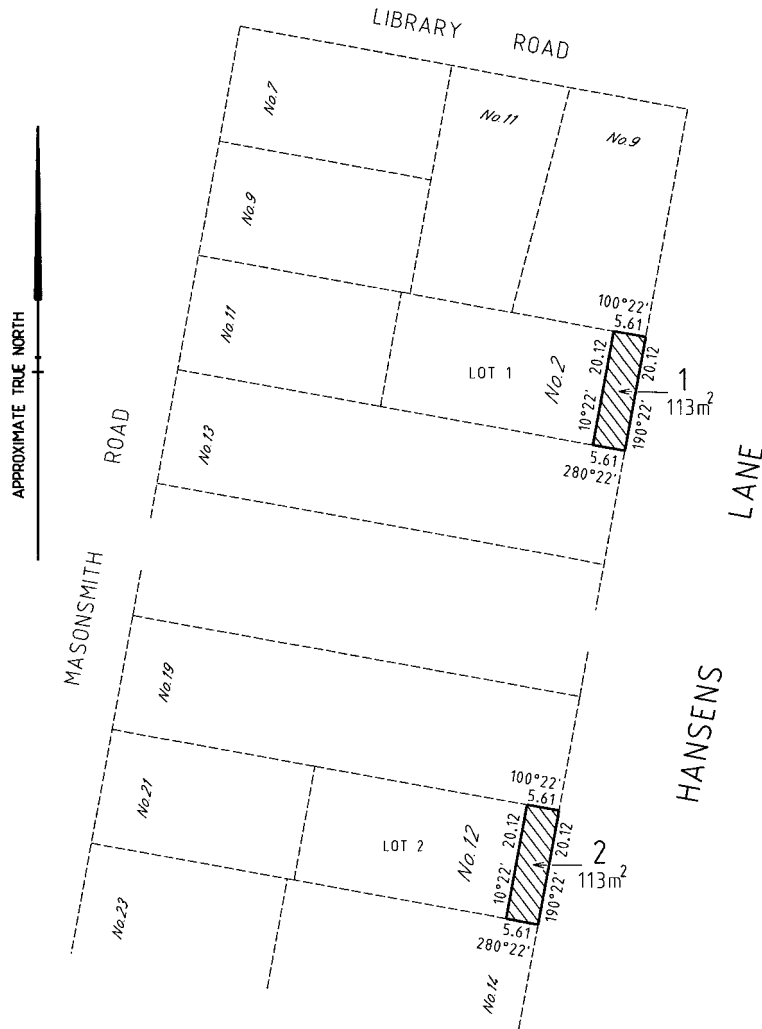 LIBRARY ROAD
No.7
No.11
No.9
No.9
APPROXIMATE TRUE NORTH
100°22'
5.61
No.11
LOT 1
No.2
20.12
20.12
10°22'
190°22'
1
113m²
5.61
280°22'
No.13
MASONSMITH ROAD
HANSENS LANE
No.19
100°22'
5.61
No.21
LOT 2
No.12
20.12
20.12
10°22'
190°22'
2
113m²
5.61
280°22'
No.23
No.14